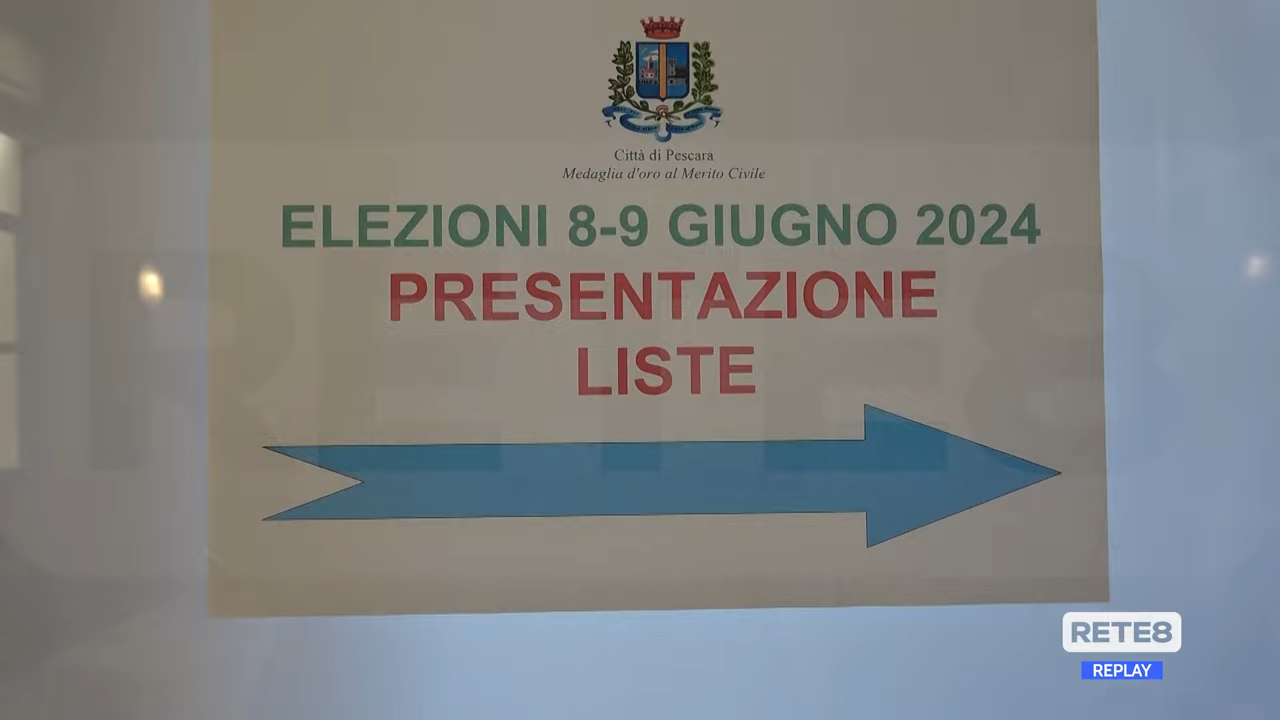 Città di Pescara
Medaglia d'oro al Merito Civile
ELEZIONI 8-9 GIUGNO 2024
PRESENTAZIONE
LISTE
RETE8
REPLAY